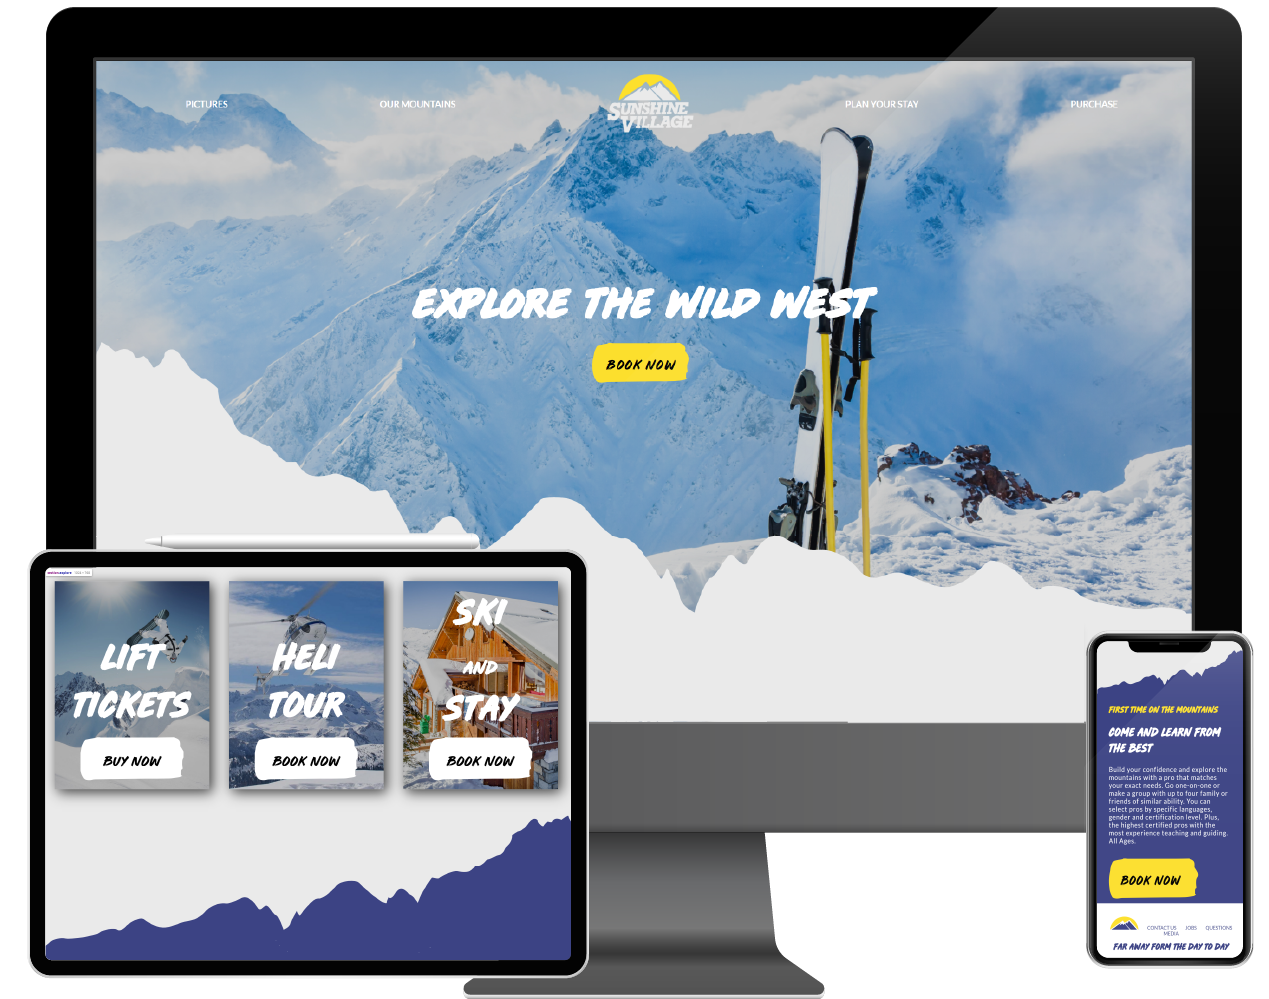 PICTURES
OUR MOUNTAINS
SUNSHINE
VILLAGE
PLAN YOUR STAY
PURCHASE
EXPLORE THE WILD WEST
BOOK NOW
LIFT
TICKETS
BUY NOW
HELI
TOUR
BOOK NOW
SKI
AND
STAY
BOOK NOW
FIRST TIME ON THE MOUNTAINS
COME AND LEARN FROM
THE BEST
Build your confidence and explore the
mountains with a pro that matches
your exact needs. Go one-on-one or
make a group with up to four family or
friends of similar ability. You can
select pros by specific languages,
gender and certification level. Plus,
the highest certified pros with the
most experience teaching and guiding.
All Ages.
BOOK NOW
CONTACT US JOBS QUESTIONS
MEDIA
FAR AWAY FORM THE DAY TO DAY